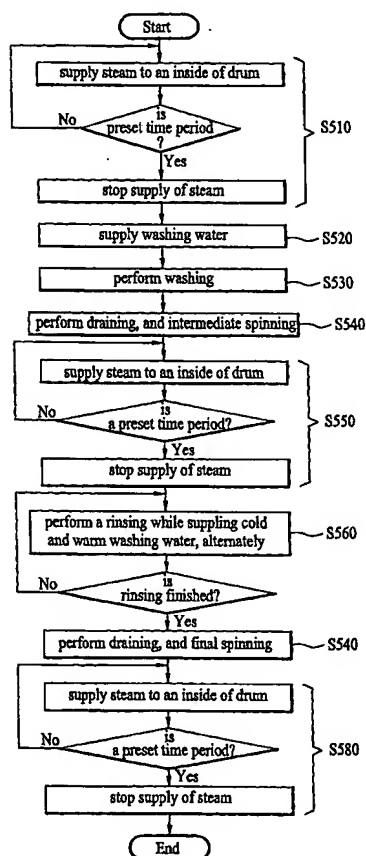 Start
supply steam to an inside of drum
is
preset time period
?
No
Yes
stop supply of steam
S510
supply washing water
S520
perform washing
S530
perform draining, and intermediate spinning
S540
supply steam to an inside of drum
is
a preset time period?
No
Yes
stop supply of steam
S550
perform a rinsing while suppling cold
and warm washing water, alternately
S560
is
rinsing finished?
No
Yes
perform draining, and final spinning
S540
supply steam to an inside of drum
is
a preset time period?
No
Yes
stop supply of steam
S580
End